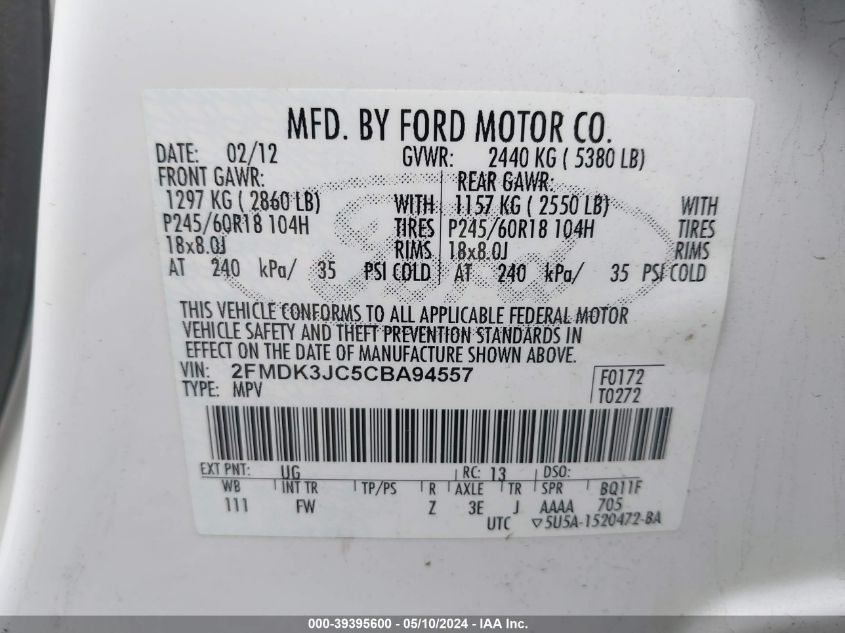 MFD. BY FORD MOTOR CO.
DATE: 02/12 GVWR: 2440 KG ( 5380 LB)
FRONT GAWR: REAR GAWR:
1297 KG ( 2860 LB) WITH 1157 KG ( 2550 LB) WITH
P245/60R18 104H TIRES P245/60R18 104H TIRES
18x8.0J RIMS 18x8.0J RIMS
AT 240 kPa/ 35 PSI COLD AT 240 kPa/ 35 PSI COLD
THIS VEHICLE CONFORMS TO ALL APPLICABLE FEDERAL MOTOR
VEHICLE SAFETY AND THEFT PREVENTION STANDARDS IN
EFFECT ON THE DATE OF MANUFACTURE SHOWN ABOVE.
VIN: 2FMDK3JC5CBA94557 F0172
TYPE: MPV T0272
EXT PNT: UG RC: 13 DSO:
WB INT TR TP/PS R AXLE TR SPR BQ11F
111 FW Z 3E J AAAA 705
UTC ▽5U5A-1520472-BA
000-39395600 - 05/10/2024 - IAA Inc.